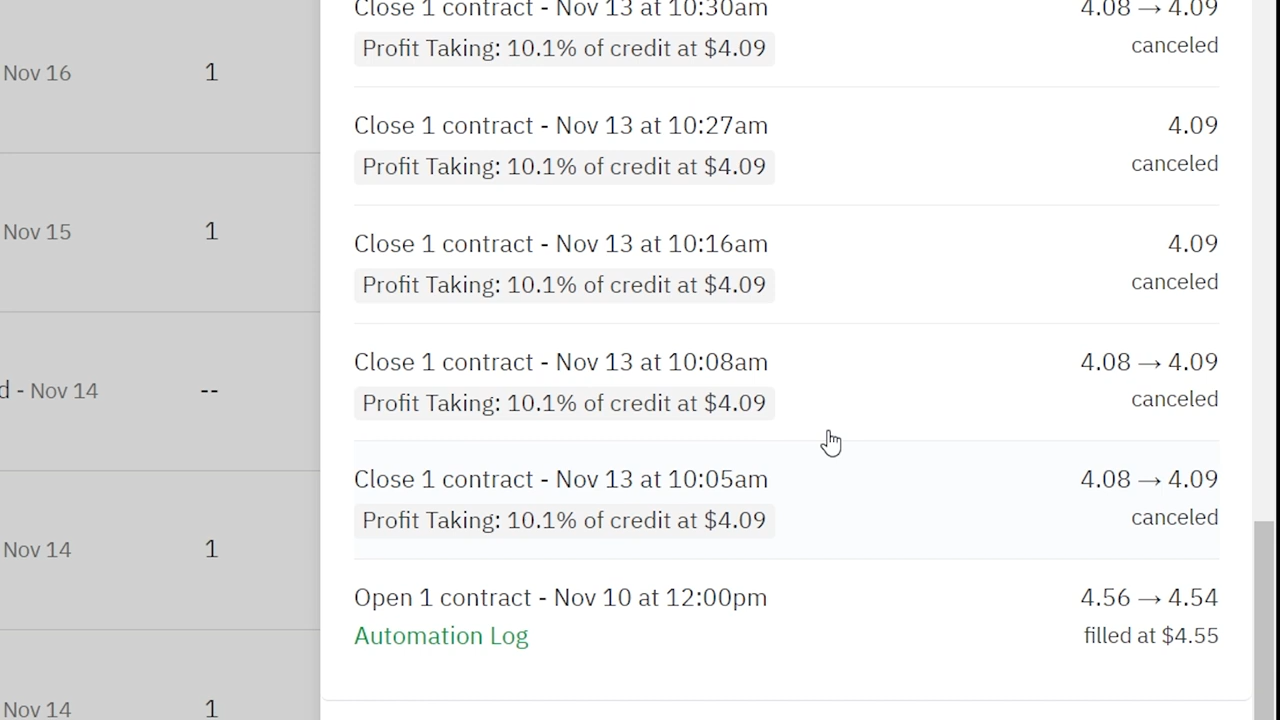 Close 1 contract - Nov 13 at 10:30am
4.08 → 4.09
Profit Taking: 10.1% of credit at $4.09
canceled
Nov 16
1
Close 1 contract - Nov 13 at 10:27am
4.09
Profit Taking: 10.1% of credit at $4.09
canceled
Nov 15
1
Close 1 contract - Nov 13 at 10:16am
4.09
Profit Taking: 10.1% of credit at $4.09
canceled
Close 1 contract - Nov 13 at 10:08am
4.08 → 4.09
d - Nov 14
--
Profit Taking: 10.1% of credit at $4.09
canceled
Close 1 contract - Nov 13 at 10:05am
4.08 → 4.09
Profit Taking: 10.1% of credit at $4.09
canceled
Nov 14
1
Open 1 contract - Nov 10 at 12:00pm
4.56 → 4.54
Automation Log
filled at $4.55
Nov 14
1